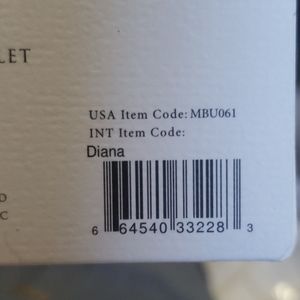 LET
USA Item Code: MBU061
INT Item Code:
Diana
D
C
6 64540 33228 3